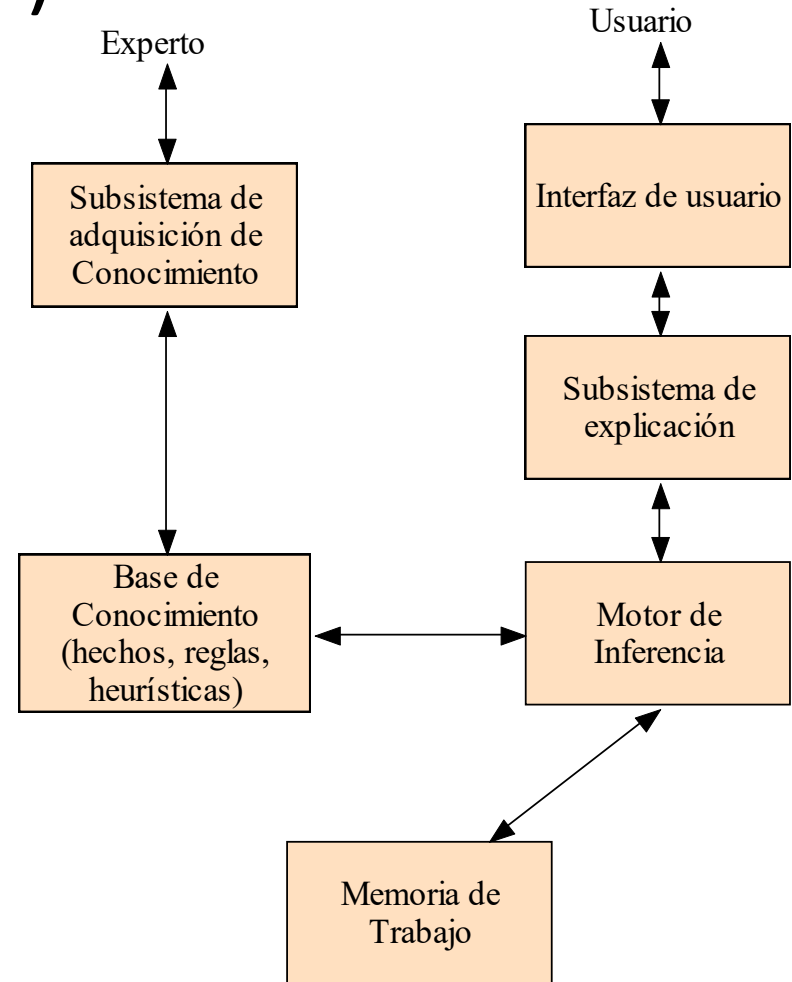 )
Experto
Usuario
Subsistema de
adquisición de
Conocimiento
Interfaz de usuario
Subsistema de
explicación
Base de
Conocimiento
(hechos, reglas,
heurísticas)
Motor de
Inferencia
Memoria de
Trabajo